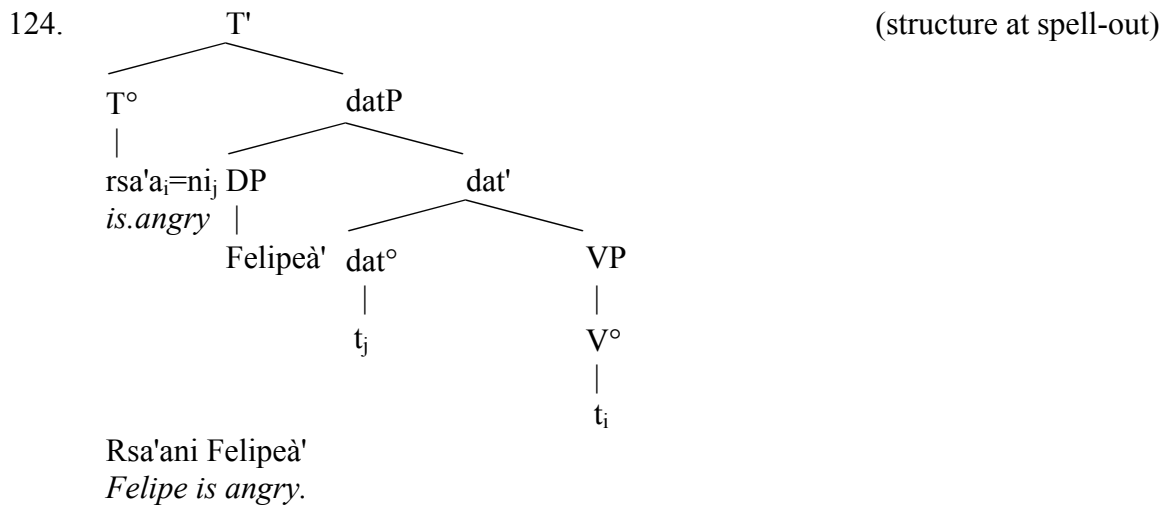 124. T' (structure at spell-out)
T° datP
rsa'aᵢ=niⱼ DP dat'
is.angry
Felipeà' dat° VP
tⱼ V°
tᵢ
Rsa'ani Felipeà'
Felipe is angry.